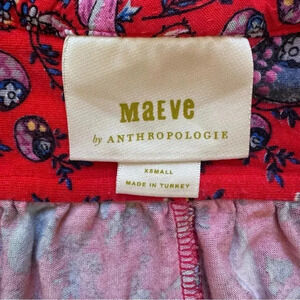 MAEVE
by ANTHROPOLOGIE
XSMALL
MADE IN TURKEY